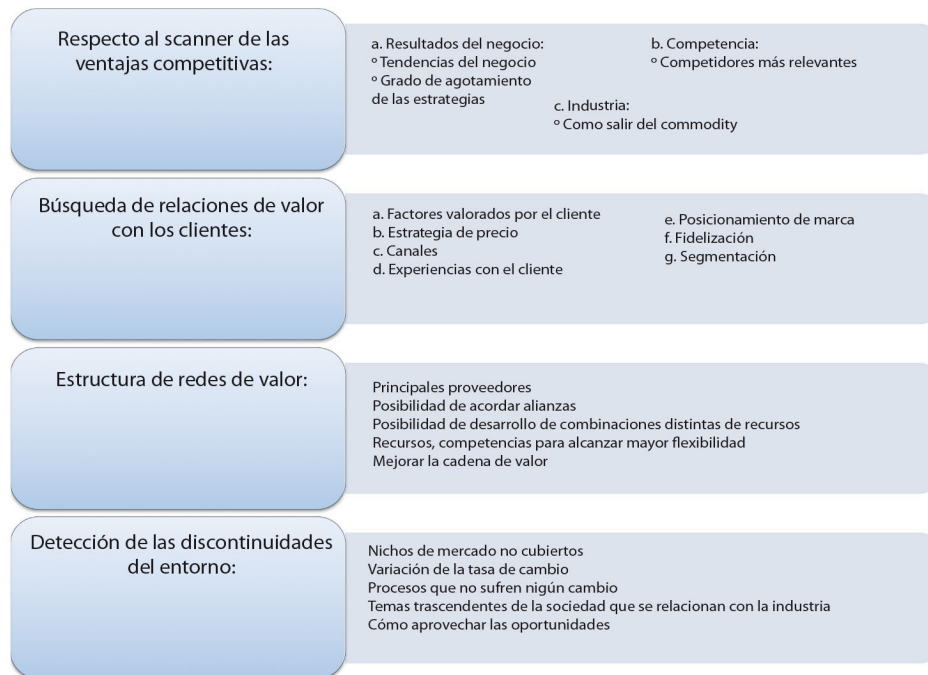 Respecto al scanner de las
ventajas competitivas:
a. Resultados del negocio:
º Tendencias del negocio
º Grado de agotamiento
de las estrategias
b. Competencia:
º Competidores más relevantes
c. Industria:
º Como salir del commodity
Búsqueda de relaciones de valor
con los clientes:
a. Factores valorados por el cliente
b. Estrategia de precio
c. Canales
d. Experiencias con el cliente
e. Posicionamiento de marca
f. Fidelización
g. Segmentación
Estructura de redes de valor:
Principales proveedores
Posibilidad de acordar alianzas
Posibilidad de desarrollo de combinaciones distintas de recursos
Recursos, competencias para alcanzar mayor flexibilidad
Mejorar la cadena de valor
Detección de las discontinuidades
del entorno:
Nichos de mercado no cubiertos
Variación de la tasa de cambio
Procesos que no sufren nigún cambio
Temas trascendentes de la sociedad que se relacionan con la industria
Cómo aprovechar las oportunidades